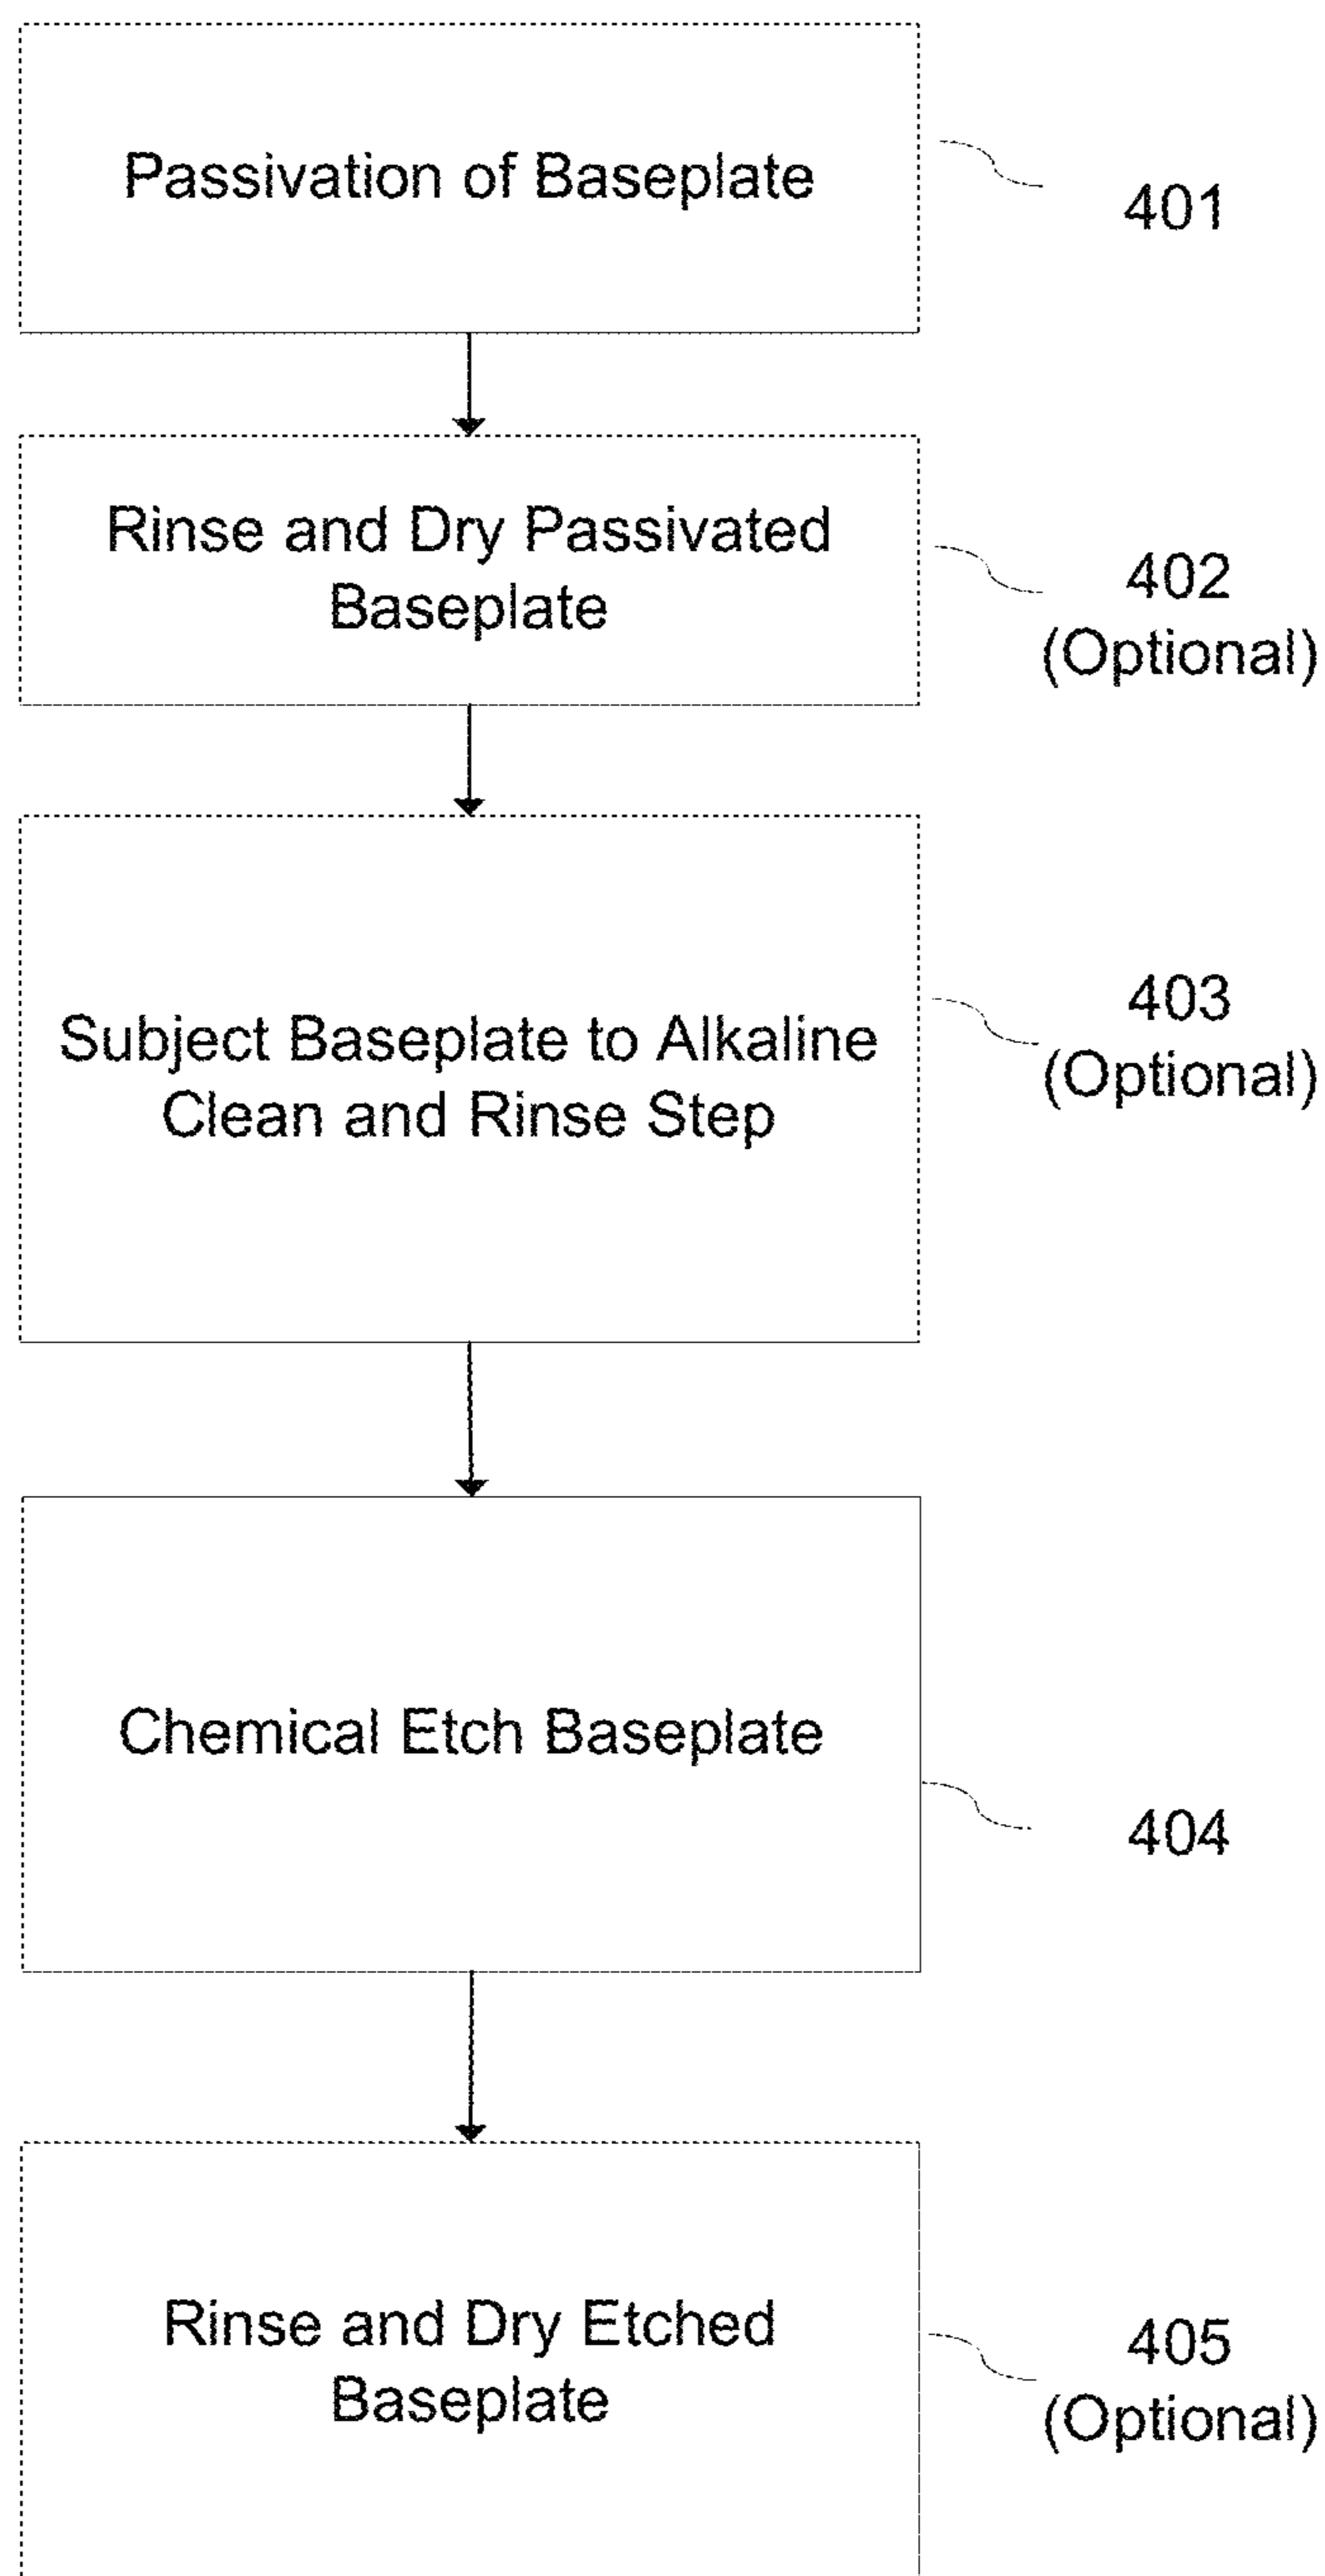 Passivation of Baseplate
401
Rinse and Dry Passivated
Baseplate
402
(Optional)
Subject Baseplate to Alkaline
Clean and Rinse Step
403
(Optional)
Chemical Etch Baseplate
404
Rinse and Dry Etched
Baseplate
405
(Optional)